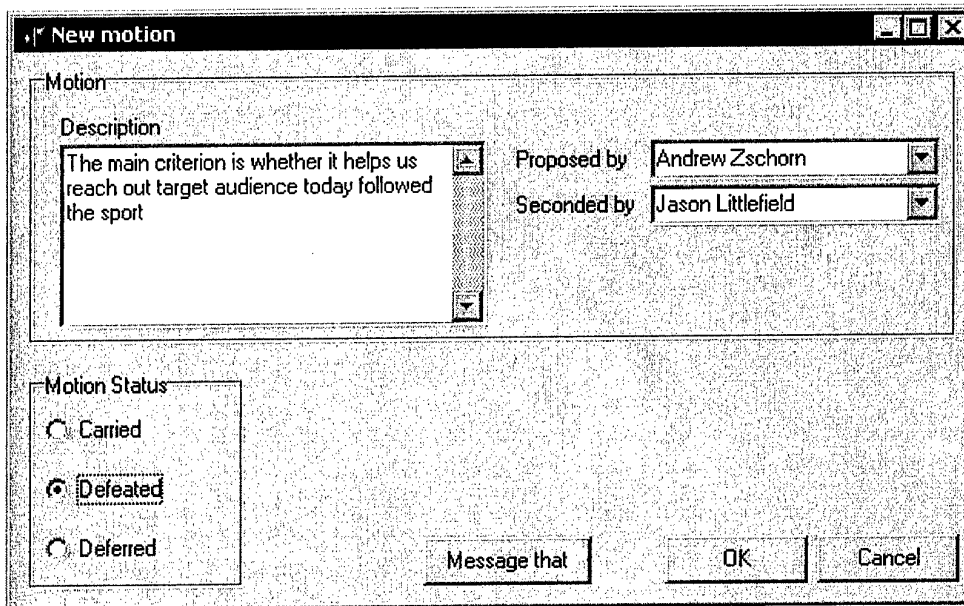 New motion
Motion
Description
The main criterion is whether it helps us
reach out target audience today followed
the sport
Proposed by Andrew Zschorn
Seconded by Jason Littlefield
Motion Status
Carried
Defeated
Deferred
Message that OK Cancel